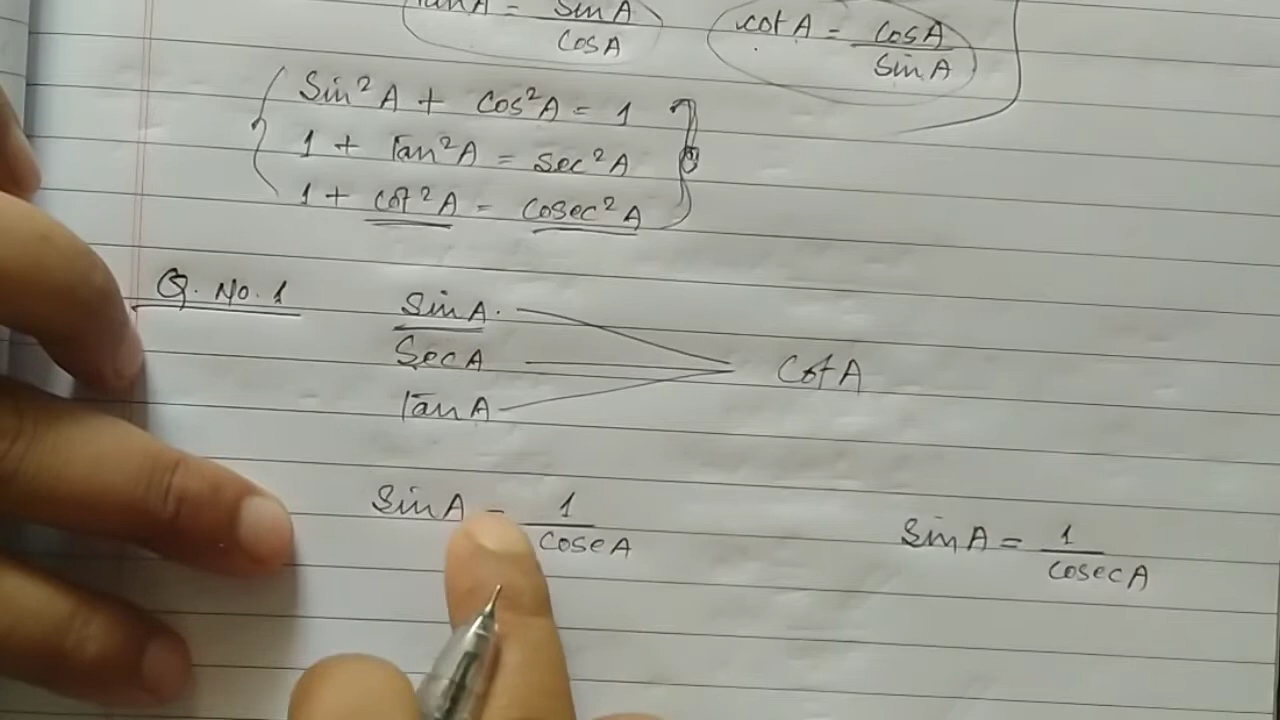 tanA = sinA / cosA cotA = cosA / sinA
Sin²A + cos²A = 1
1 + Tan²A = sec²A
1 + cot²A = cosec²A
Q. No. 1
SinA.
SecA
TanA
CotA
SinA = 1 / coseA
SinA = 1 / cosecA